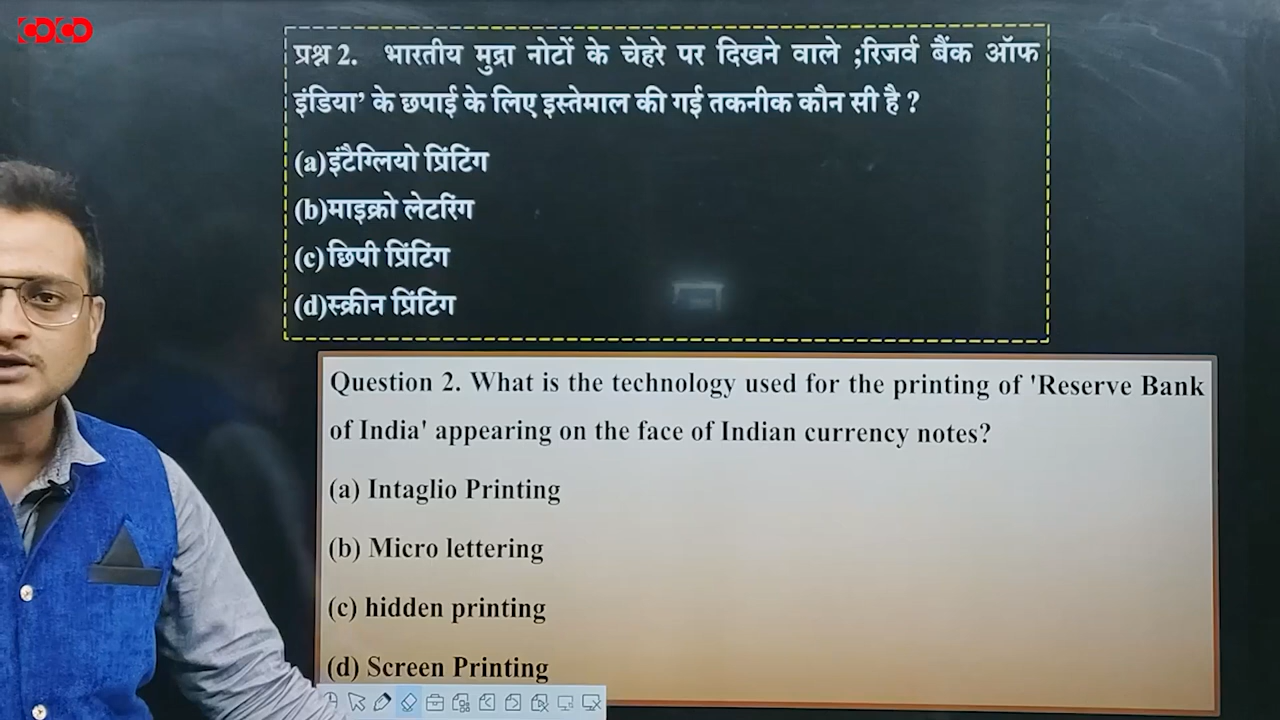 प्रश्न 2. भारतीय मुद्रा नोटों के चेहरे पर दिखने वाले ;रिजर्व बैंक ऑफ
इंडिया’ के छपाई के लिए इस्तेमाल की गई तकनीक कौन सी है ?
(a)इंटैग्लियो प्रिंटिंग
(b)माइक्रो लेटरिंग
(c)छिपी प्रिंटिंग
(d)स्क्रीन प्रिंटिंग
Question 2. What is the technology used for the printing of 'Reserve Bank
of India' appearing on the face of Indian currency notes?
(a) Intaglio Printing
(b) Micro lettering
(c) hidden printing
(d) Screen Printing